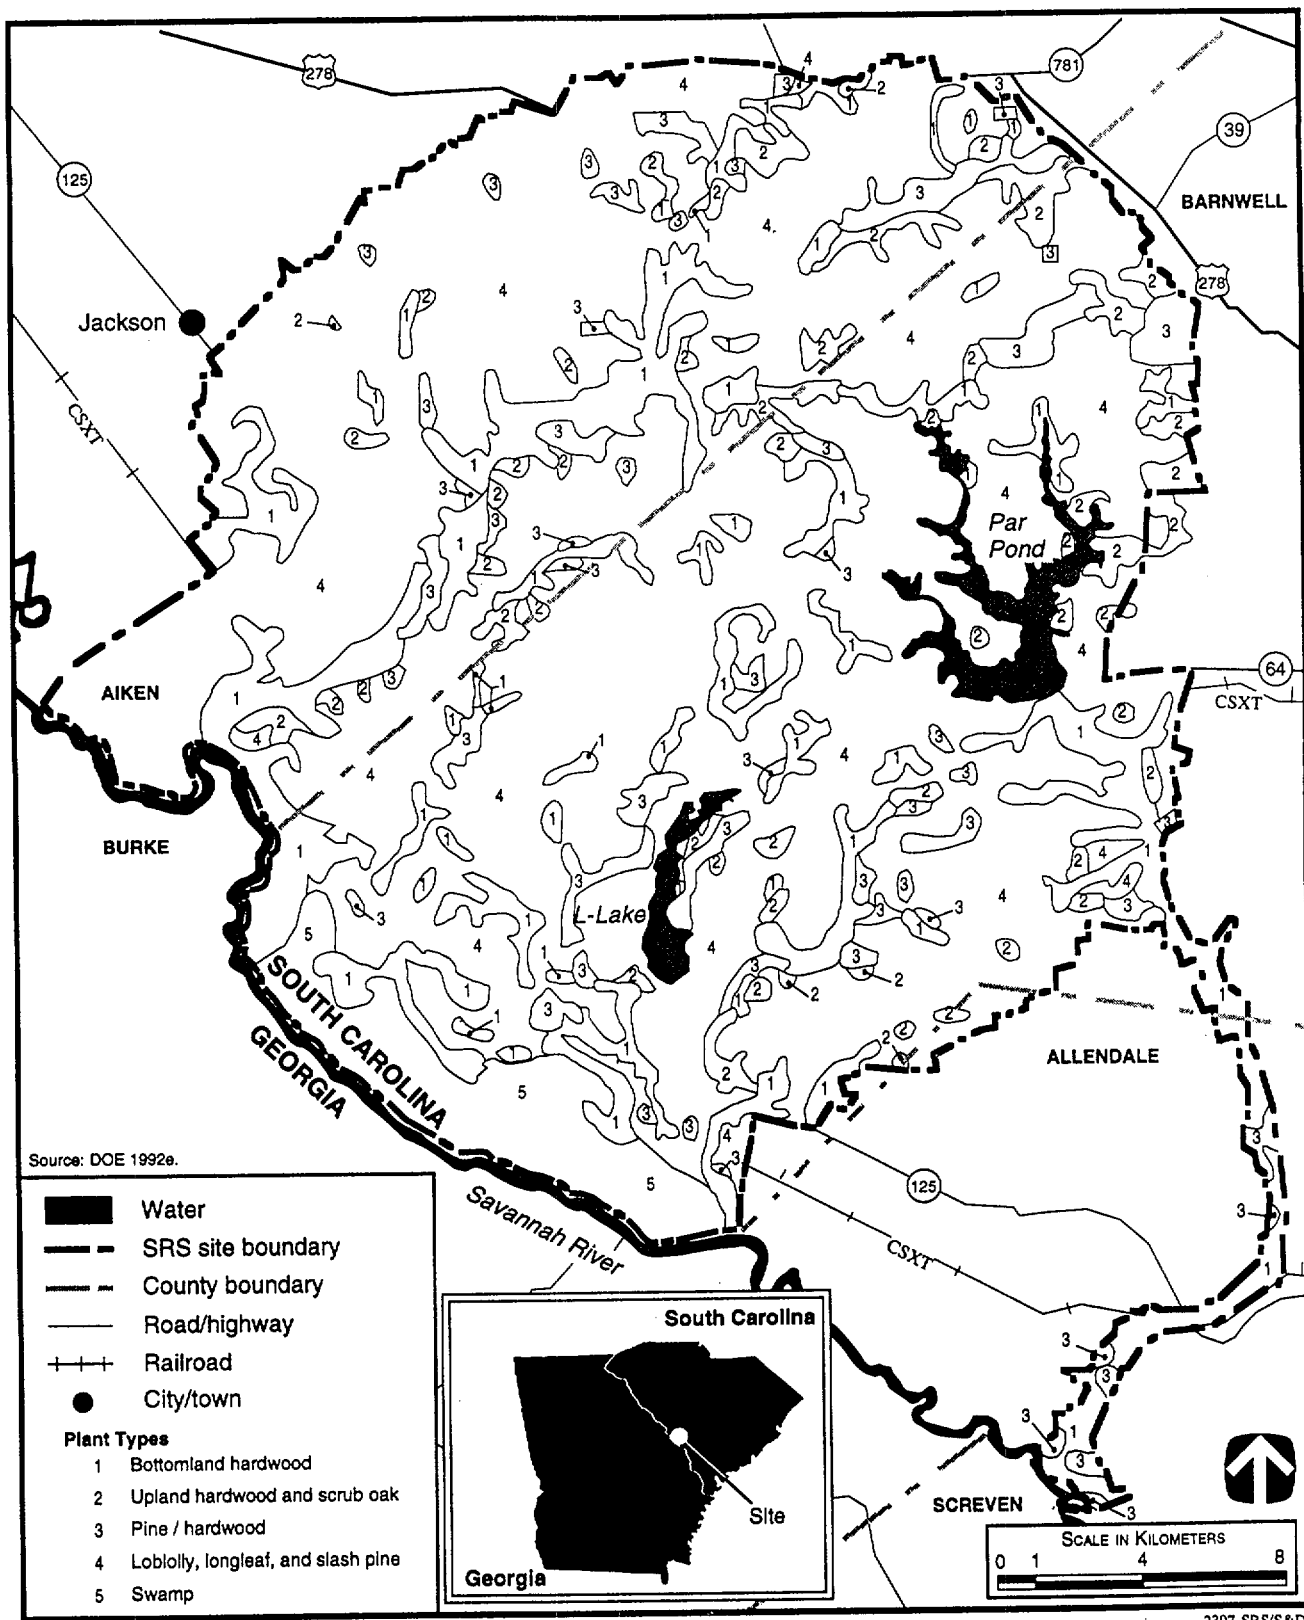 278
781
39
BARNWELL
278
125
Jackson
CSXT
Par
Pond
64
CSXT
AIKEN
BURKE
L-Lake
SOUTH CAROLINA
GEORGIA
ALLENDALE
125
CSXT
Savannah River
SCREVEN
Source: DOE 1992e.
Water
SRS site boundary
County boundary
Road/highway
Railroad
City/town
Plant Types
1 Bottomland hardwood
2 Upland hardwood and scrub oak
3 Pine / hardwood
4 Loblolly, longleaf, and slash pine
5 Swamp
South Carolina
Site
Georgia
SCALE IN KILOMETERS
0 1 4 8